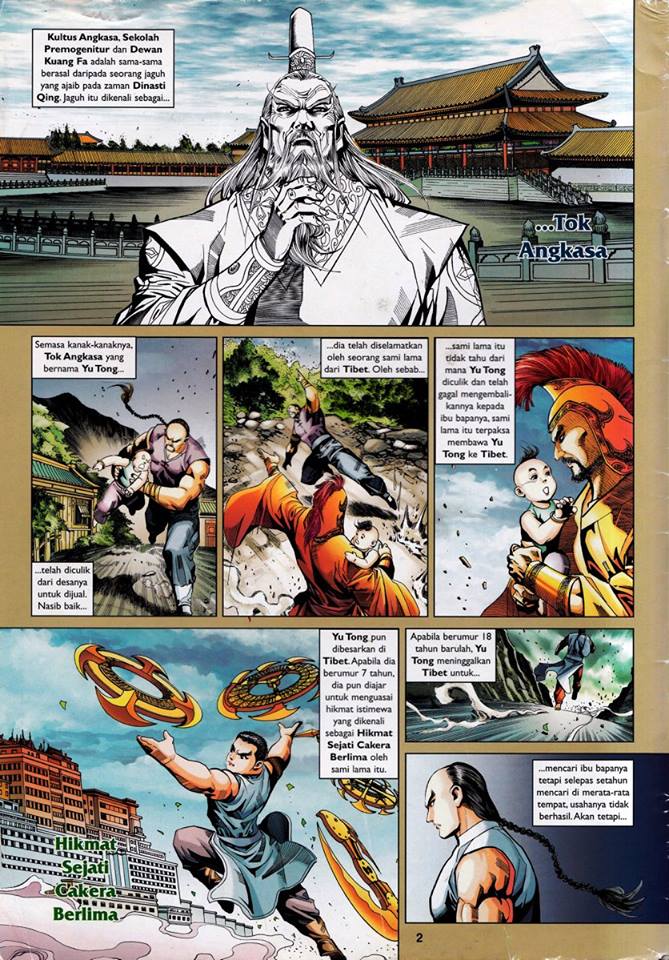 Kultus Angkasa, Sekolah
Premogenitur dan Dewan
Kuang Fa adalah sama-sama
berasal daripada seorang jaguh
yang ajaib pada zaman Dinasti
Qing. Jaguh itu dikenali sebagai...
...Tok
Angkasa
Semasa kanak-kanaknya,
Tok Angkasa yang
bernama Yu Tong...
...telah diculik
dari desanya
untuk dijual.
Nasib baik...
...dia telah diselamatkan
oleh seorang sami lama
dari Tibet. Oleh sebab...
...sami lama itu
tidak tahu dari
mana Yu Tong
diculik dan telah
gagal mengembali-
kannya kepada
ibu bapanya, sami
lama itu terpaksa
membawa Yu
Tong ke Tibet.
Yu Tong pun
dibesarkan di
Tibet. Apabila dia
berumur 7 tahun,
dia pun diajar
untuk menguasai
hikmat istimewa
yang dikenali
sebagai Hikmat
Sejati Cakera
Berlima oleh
sami lama itu.
Hikmat
Sejati
Cakera
Berlima
Apabila berumur 18
tahun barulah, Yu
Tong meninggalkan
Tibet untuk...
...mencari ibu bapanya
tetapi selepas setahun
mencari di merata-rata
tempat, usahanya tidak
berhasil. Akan tetapi...
2